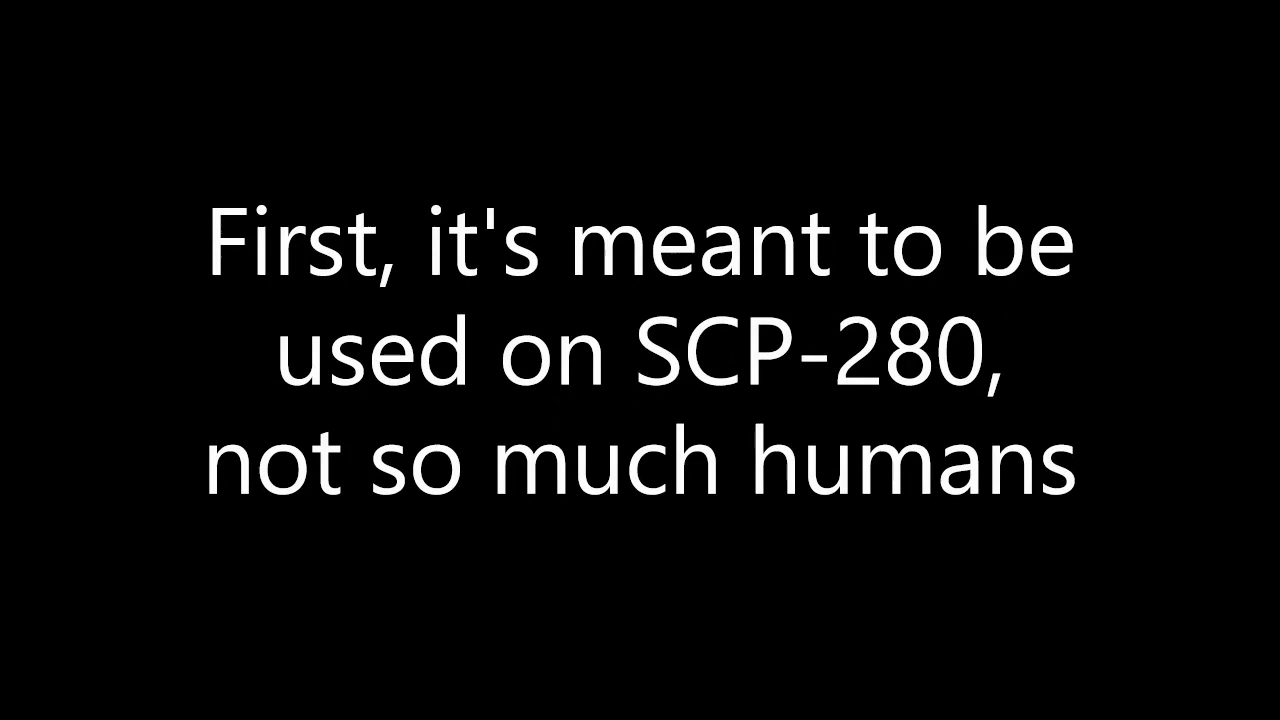 First, it's meant to be
used on SCP-280,
not so much humans